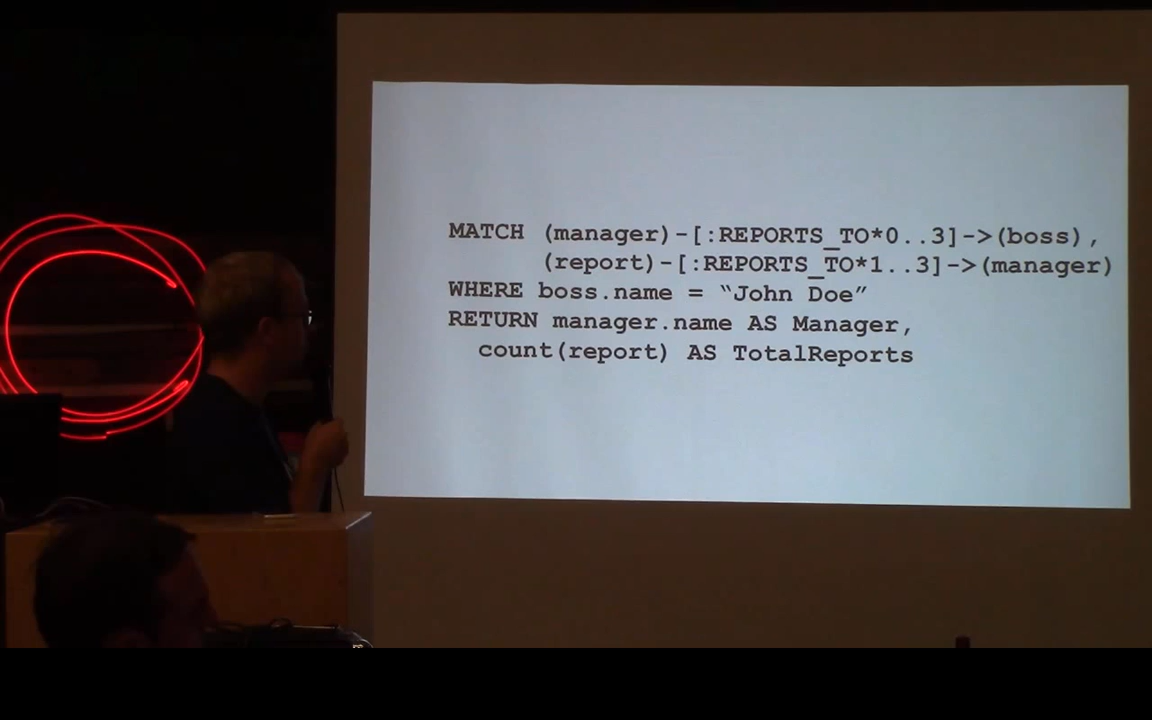 MATCH (manager)-[:REPORTS_TO*0..3]->(boss),
(report)-[:REPORTS_TO*1..3]->(manager)
WHERE boss.name = “John Doe”
RETURN manager.name AS Manager,
count(report) AS TotalReports